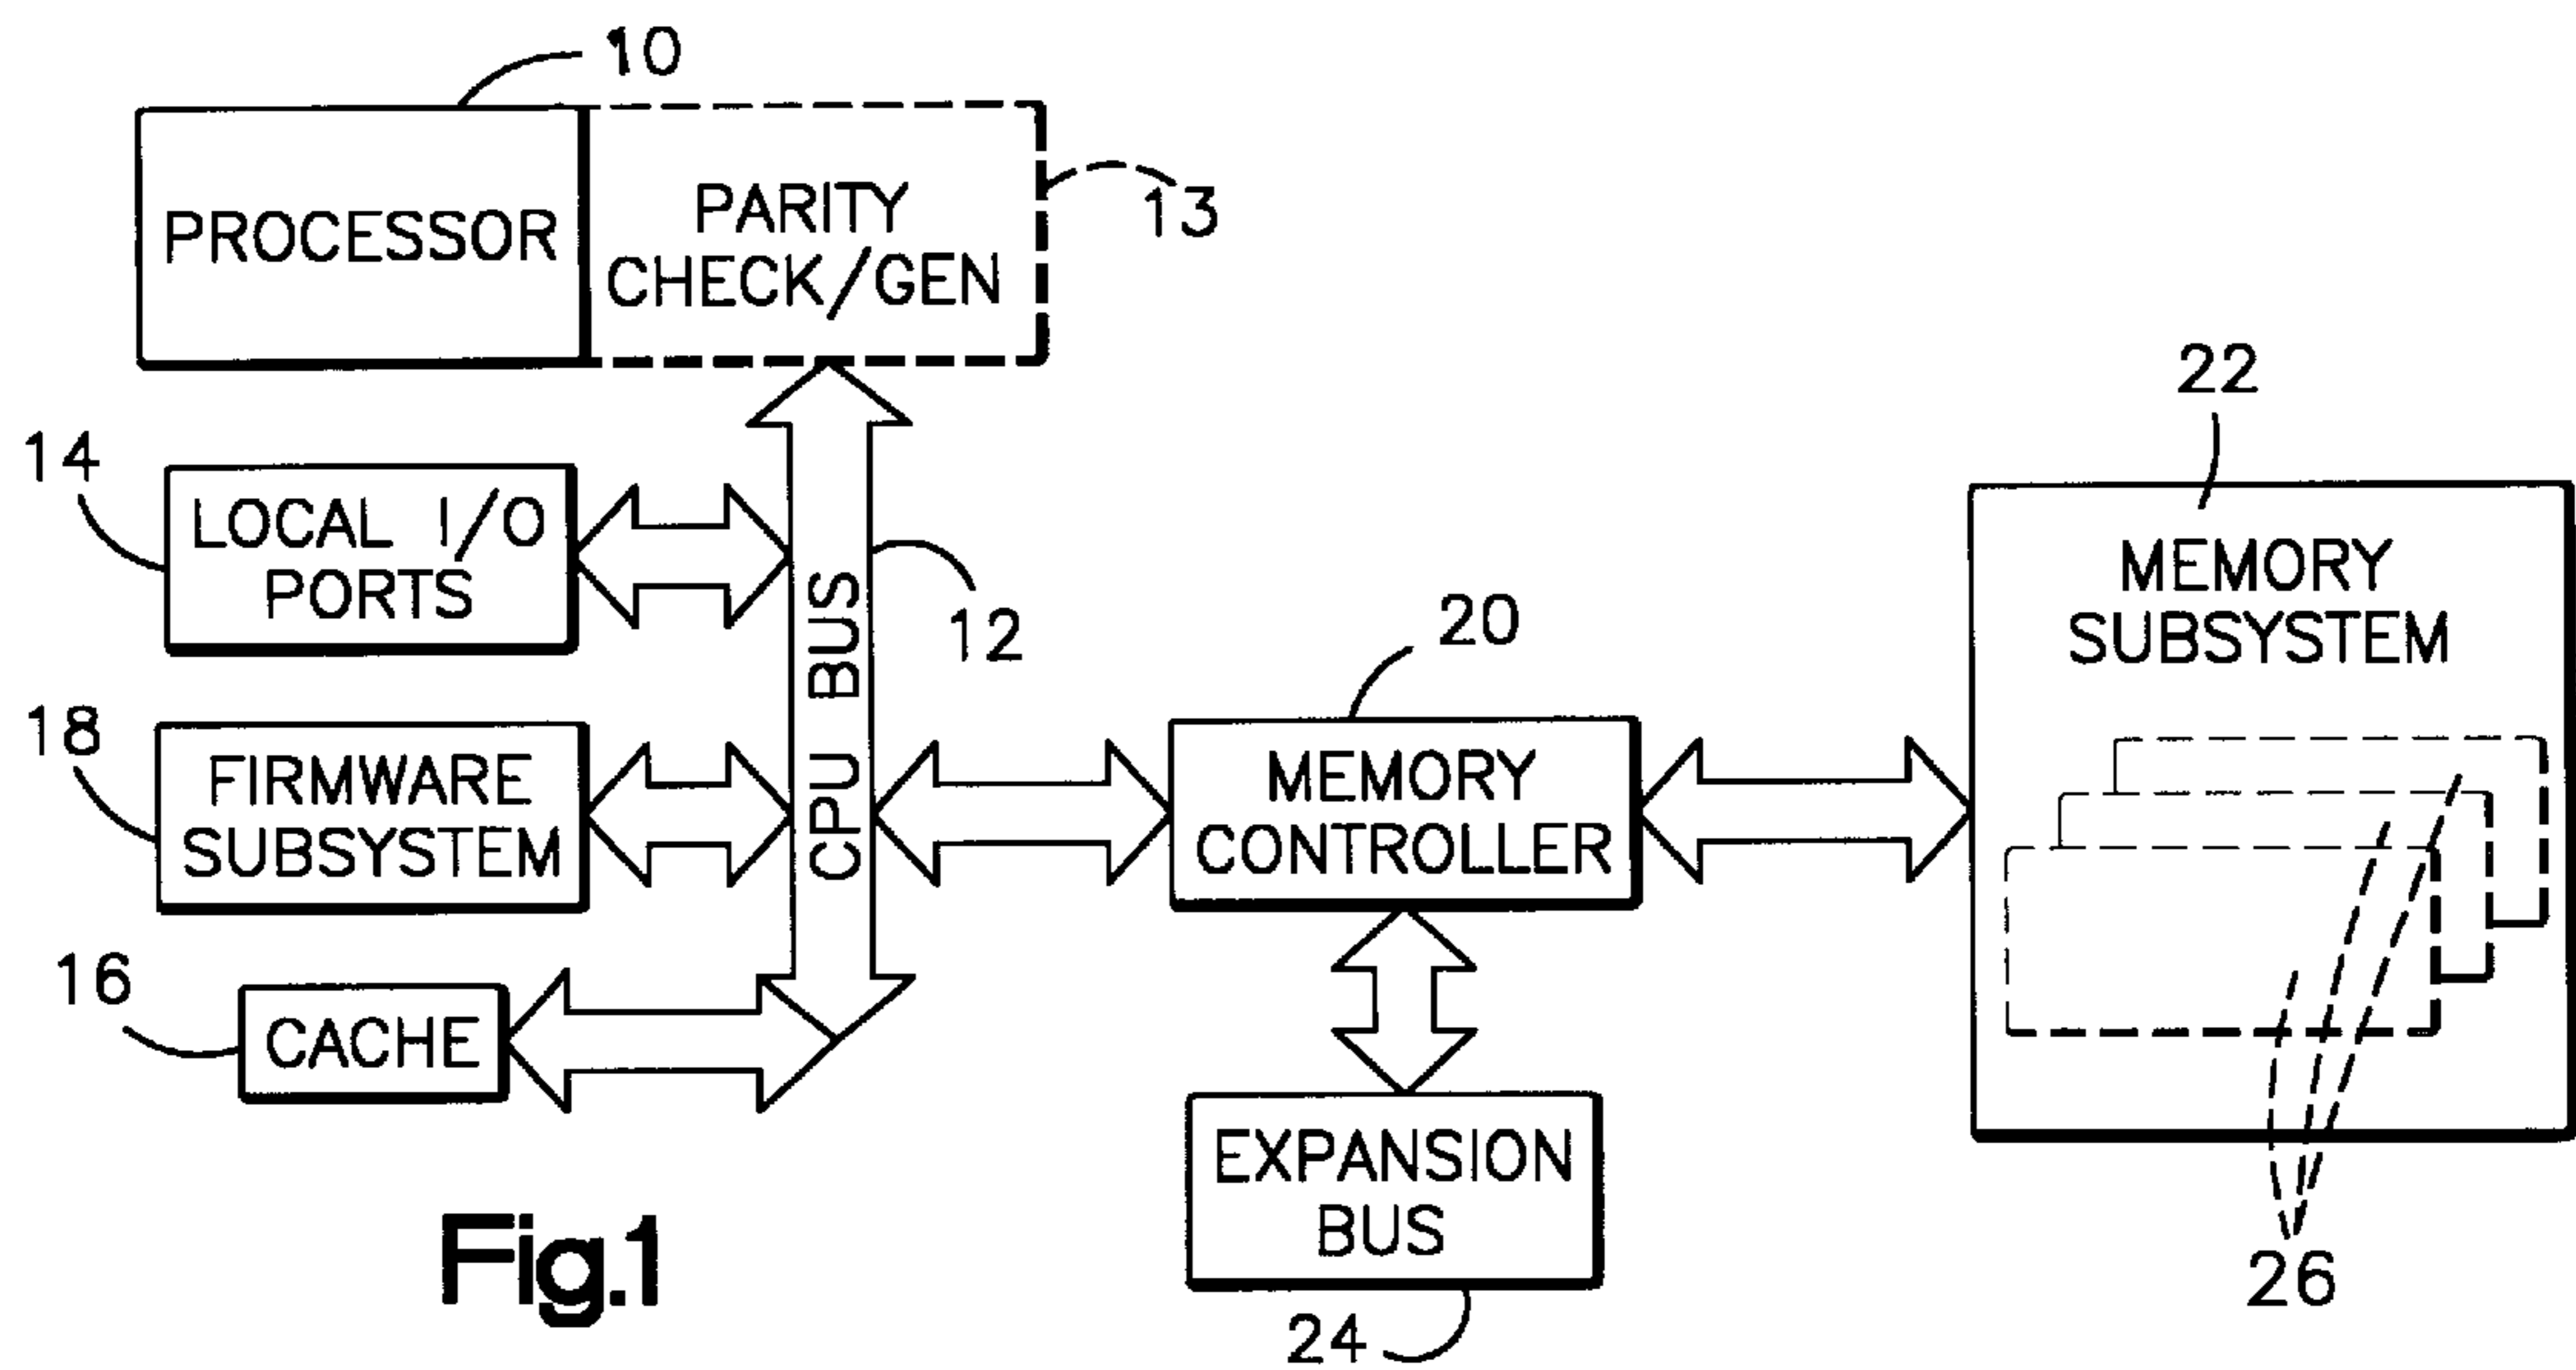 10
PROCESSOR
PARITY
CHECK/GEN
13
14
LOCAL I/O
PORTS
12
CPU BUS
18
FIRMWARE
SUBSYSTEM
16
CACHE
20
MEMORY
CONTROLLER
22
MEMORY
SUBSYSTEM
EXPANSION
BUS
24
26
Fig.1